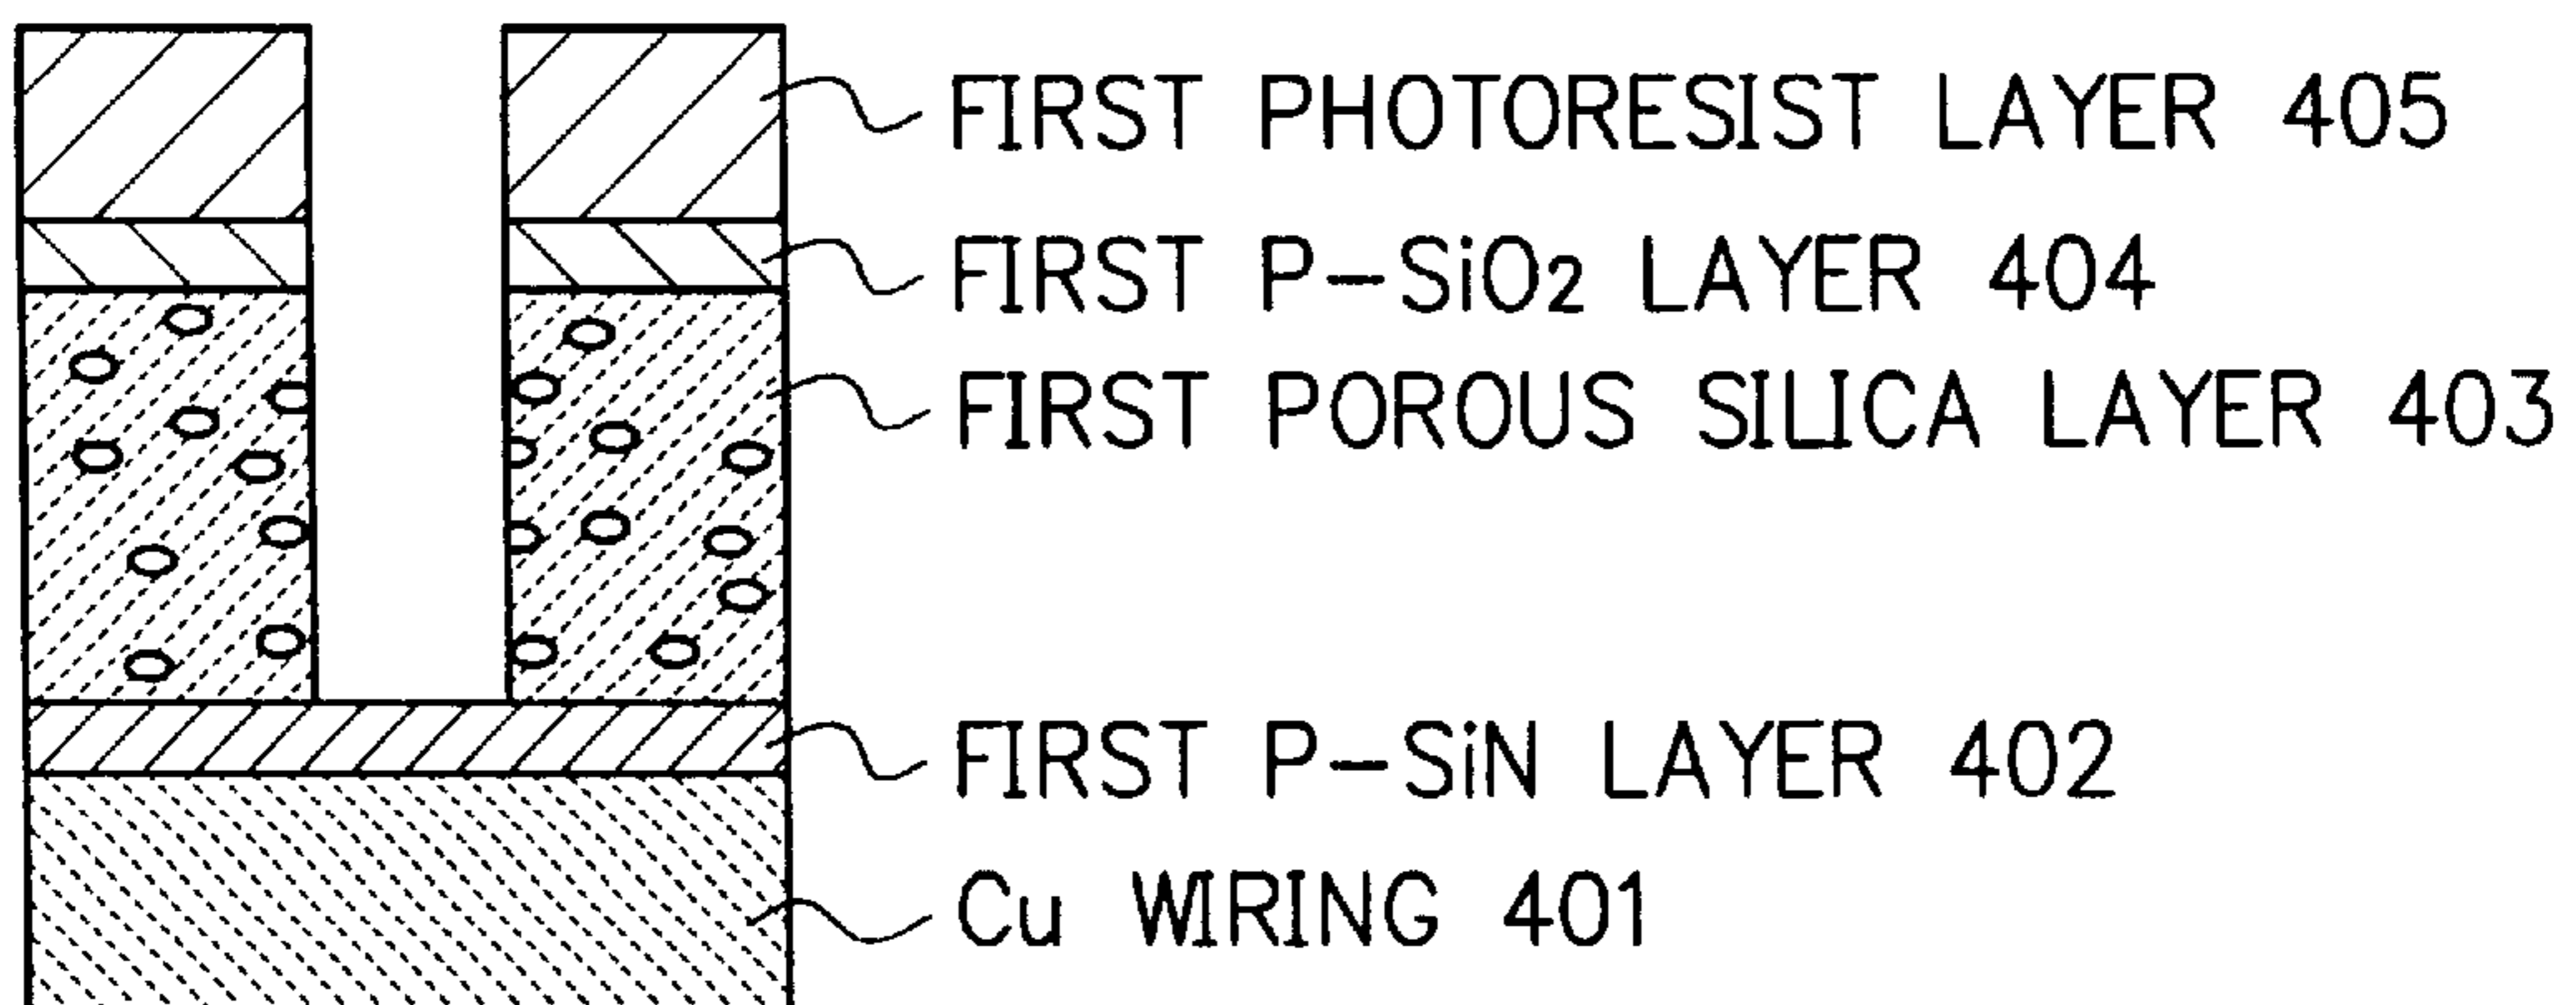 FIRST PHOTORESIST LAYER 405
FIRST P-SiO2 LAYER 404
FIRST POROUS SILICA LAYER 403
FIRST P-SiN LAYER 402
Cu WIRING 401